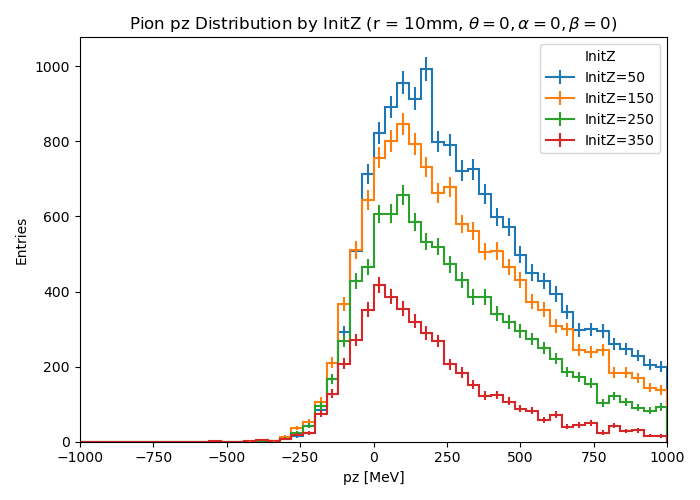 Pion pz Distribution by InitZ (r = 10mm, θ = 0, α = 0, β = 0)
InitZ
InitZ=50
InitZ=150
InitZ=250
InitZ=350
Entries
1000
800
600
400
200
0
−1000 −750 −500 −250 0 250 500 750 1000
pz [MeV]